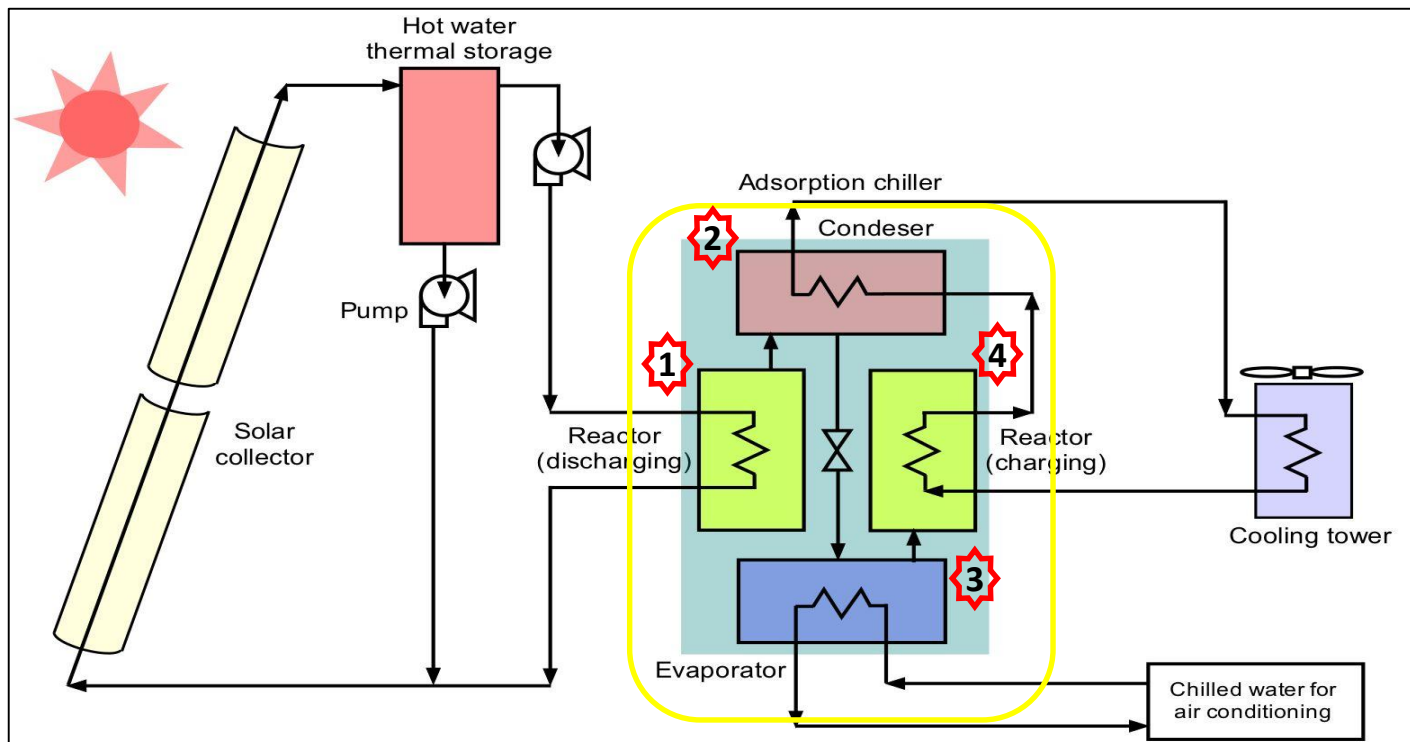 Hot water
thermal storage
Adsorption chiller
2
Condeser
Pump
1
4
Solar
collector
Reactor
(discharging)
Reactor
(charging)
Cooling tower
3
Evaporator
Chilled water for
air conditioning